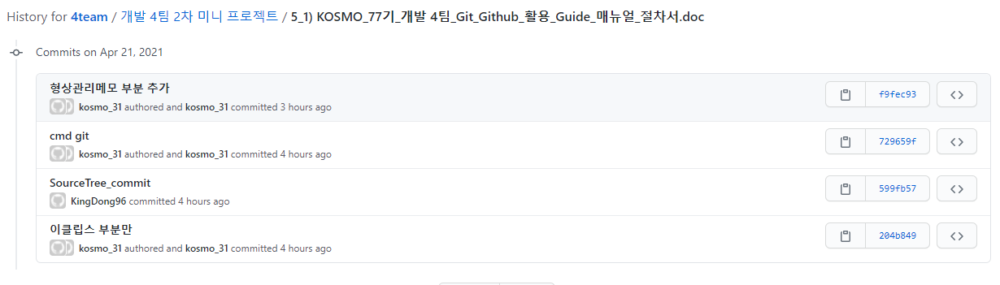 History for 4team / 개발 4팀 2차 미니 프로젝트 / 5_1) KOSMO_77기_개발 4팀_Git_Github_활용_Guide_매뉴얼_절차서.doc
Commits on Apr 21, 2021
형상관리메모 부분 추가
f9fec93
kosmo_31 authored and kosmo_31 committed 3 hours ago
cmd git
729659f
kosmo_31 authored and kosmo_31 committed 4 hours ago
SourceTree_commit
599fb57
KingDong96 committed 4 hours ago
이클립스 부분만
204b849
kosmo_31 authored and kosmo_31 committed 4 hours ago